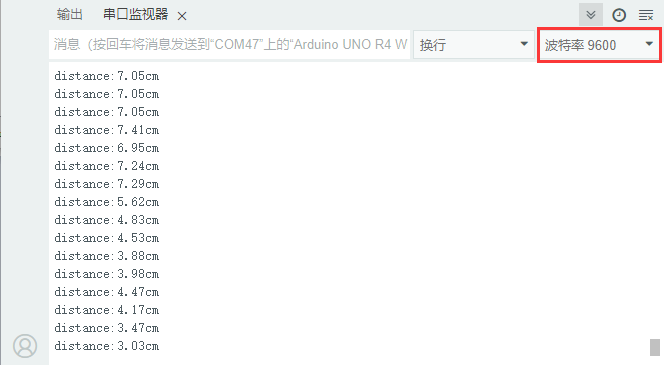 输出 串口监视器
消息（按回车将消息发送到“COM47”上的“Arduino UNO R4 W 换行 波特率 9600
distance:7.05cm
distance:7.05cm
distance:7.05cm
distance:7.41cm
distance:6.95cm
distance:7.24cm
distance:7.29cm
distance:5.62cm
distance:4.83cm
distance:4.53cm
distance:3.88cm
distance:3.98cm
distance:4.47cm
distance:4.17cm
distance:3.47cm
distance:3.03cm